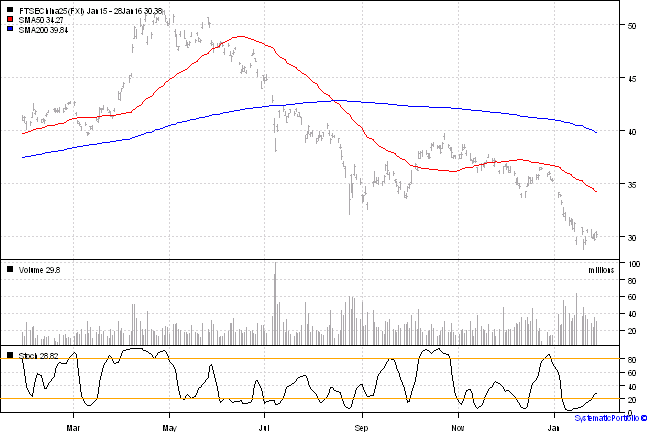 FTSEChina25(FXI) Jan15 - 28Jan16 30.38
SMA50 34.27
SMA200 39.84
50
45
40
35
30
Volume 29.8
millions
100
80
60
40
20
Stoch 28.82
80
60
40
20
0
Mar May Jul Sep Nov Jan
SystematicPortfolio ©